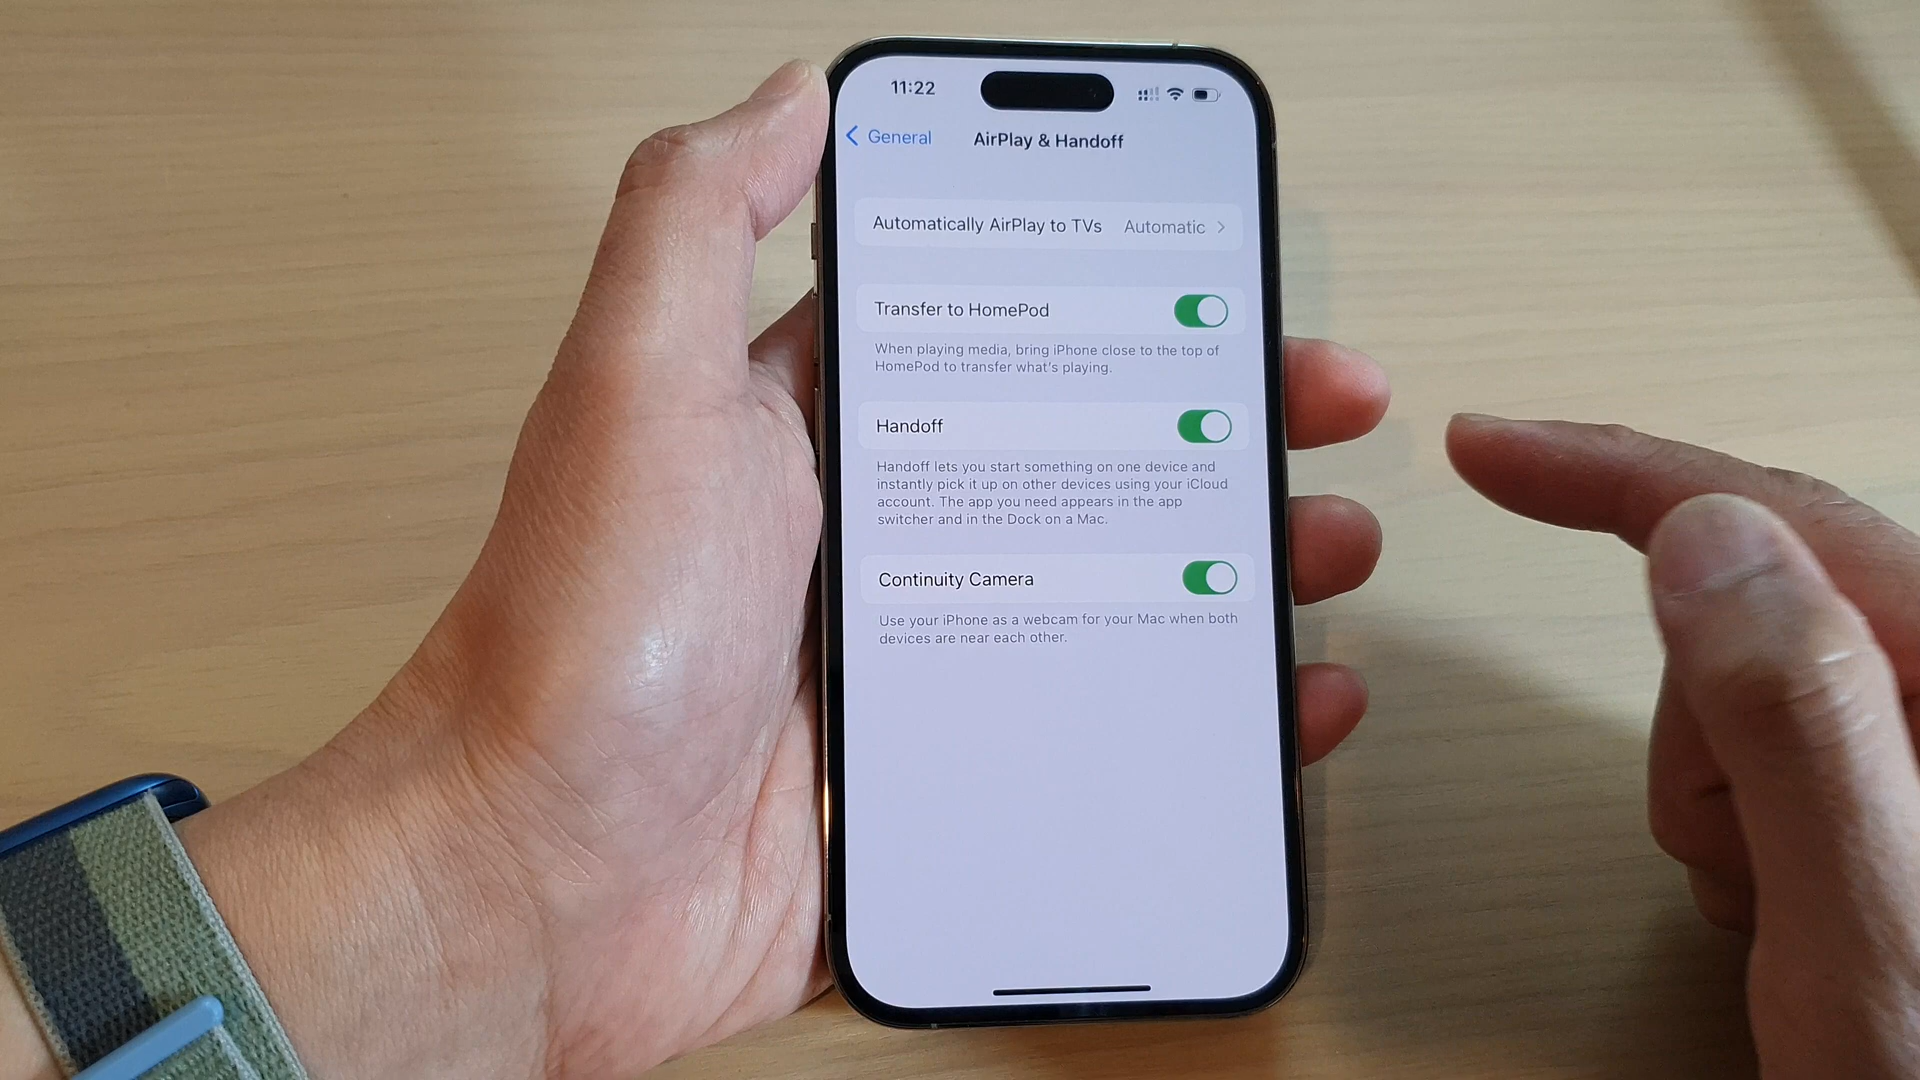 11:22
General
AirPlay & Handoff
Automatically AirPlay to TVs Automatic
Transfer to HomePod
When playing media, bring iPhone close to the top of
HomePod to transfer what's playing.
Handoff
Handoff lets you start something on one device and
instantly pick it up on other devices using your iCloud
account. The app you need appears in the app
switcher and in the Dock on a Mac.
Continuity Camera
Use your iPhone as a webcam for your Mac when both
devices are near each other.